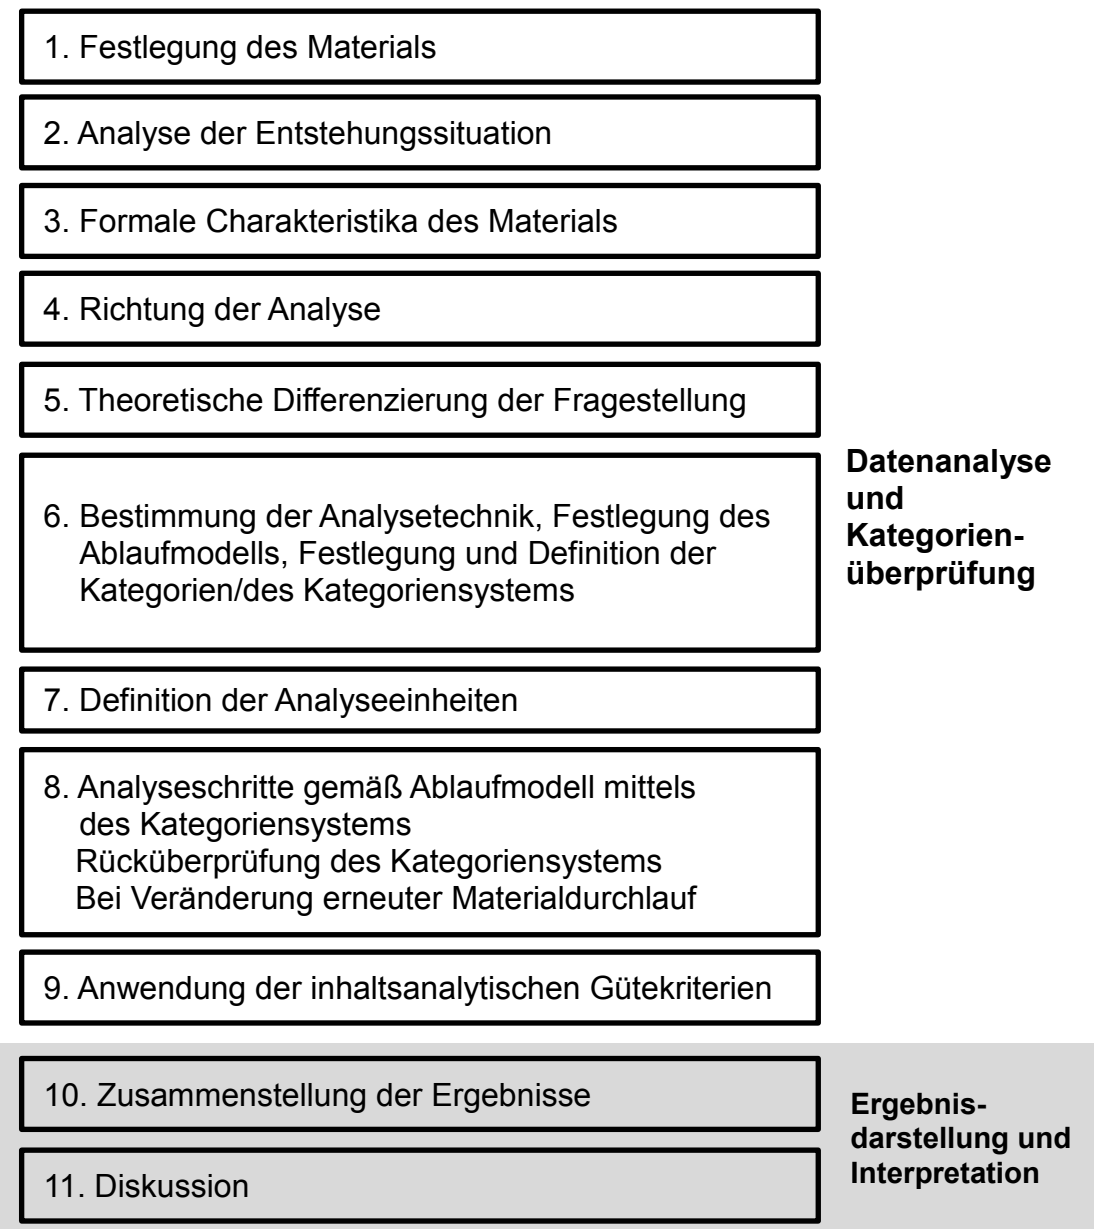 1. Festlegung des Materials
2. Analyse der Entstehungssituation
3. Formale Charakteristika des Materials
4. Richtung der Analyse
5. Theoretische Differenzierung der Fragestellung
6. Bestimmung der Analysetechnik, Festlegung des
Ablaufmodells, Festlegung und Definition der
Kategorien/des Kategoriensystems
7. Definition der Analyseeinheiten
8. Analyseschritte gemäß Ablaufmodell mittels
des Kategoriensystems
Rücküberprüfung des Kategoriensystems
Bei Veränderung erneuter Materialdurchlauf
9. Anwendung der inhaltsanalytischen Gütekriterien
Datenanalyse
und
Kategorien-
überprüfung
10. Zusammenstellung der Ergebnisse
11. Diskussion
Ergebnis-
darstellung und
Interpretation